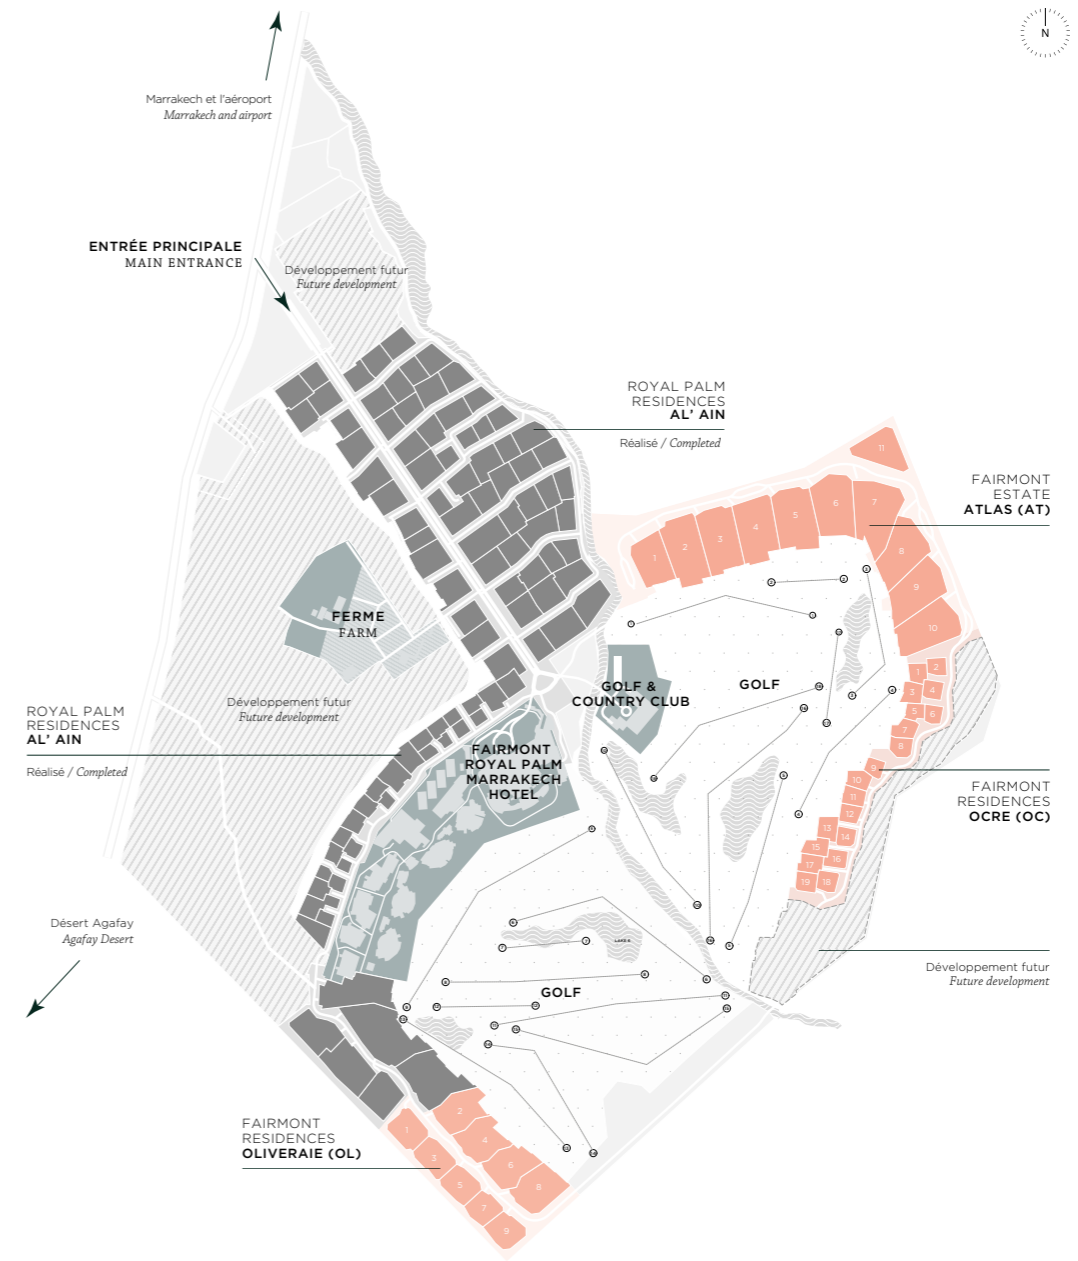 N
Marrakech et l'aéroport
Marrakech and airport
ENTRÉE PRINCIPALE
MAIN ENTRANCE
Développement futur
Future development
ROYAL PALM
RESIDENCES
AL' AIN
Réalisé / Completed
FAIRMONT
ESTATE
ATLAS (AT)
11
1
2
3
4
5
6
7
8
9
10
FERME
FARM
GOLF &
COUNTRY CLUB
GOLF
1
2
3
4
5
6
7
8
9
10
11
12
13
14
15
16
17
18
19
FAIRMONT
RESIDENCES
OCRE (OC)
Développement futur
Future development
ROYAL PALM
RESIDENCES
AL' AIN
Réalisé / Completed
FAIRMONT
ROYAL PALM
MARRAKECH
HOTEL
Désert Agafay
Agafay Desert
GOLF
Développement futur
Future development
FAIRMONT
RESIDENCES
OLIVERAIE (OL)
1
2
3
4
5
6
7
8
9